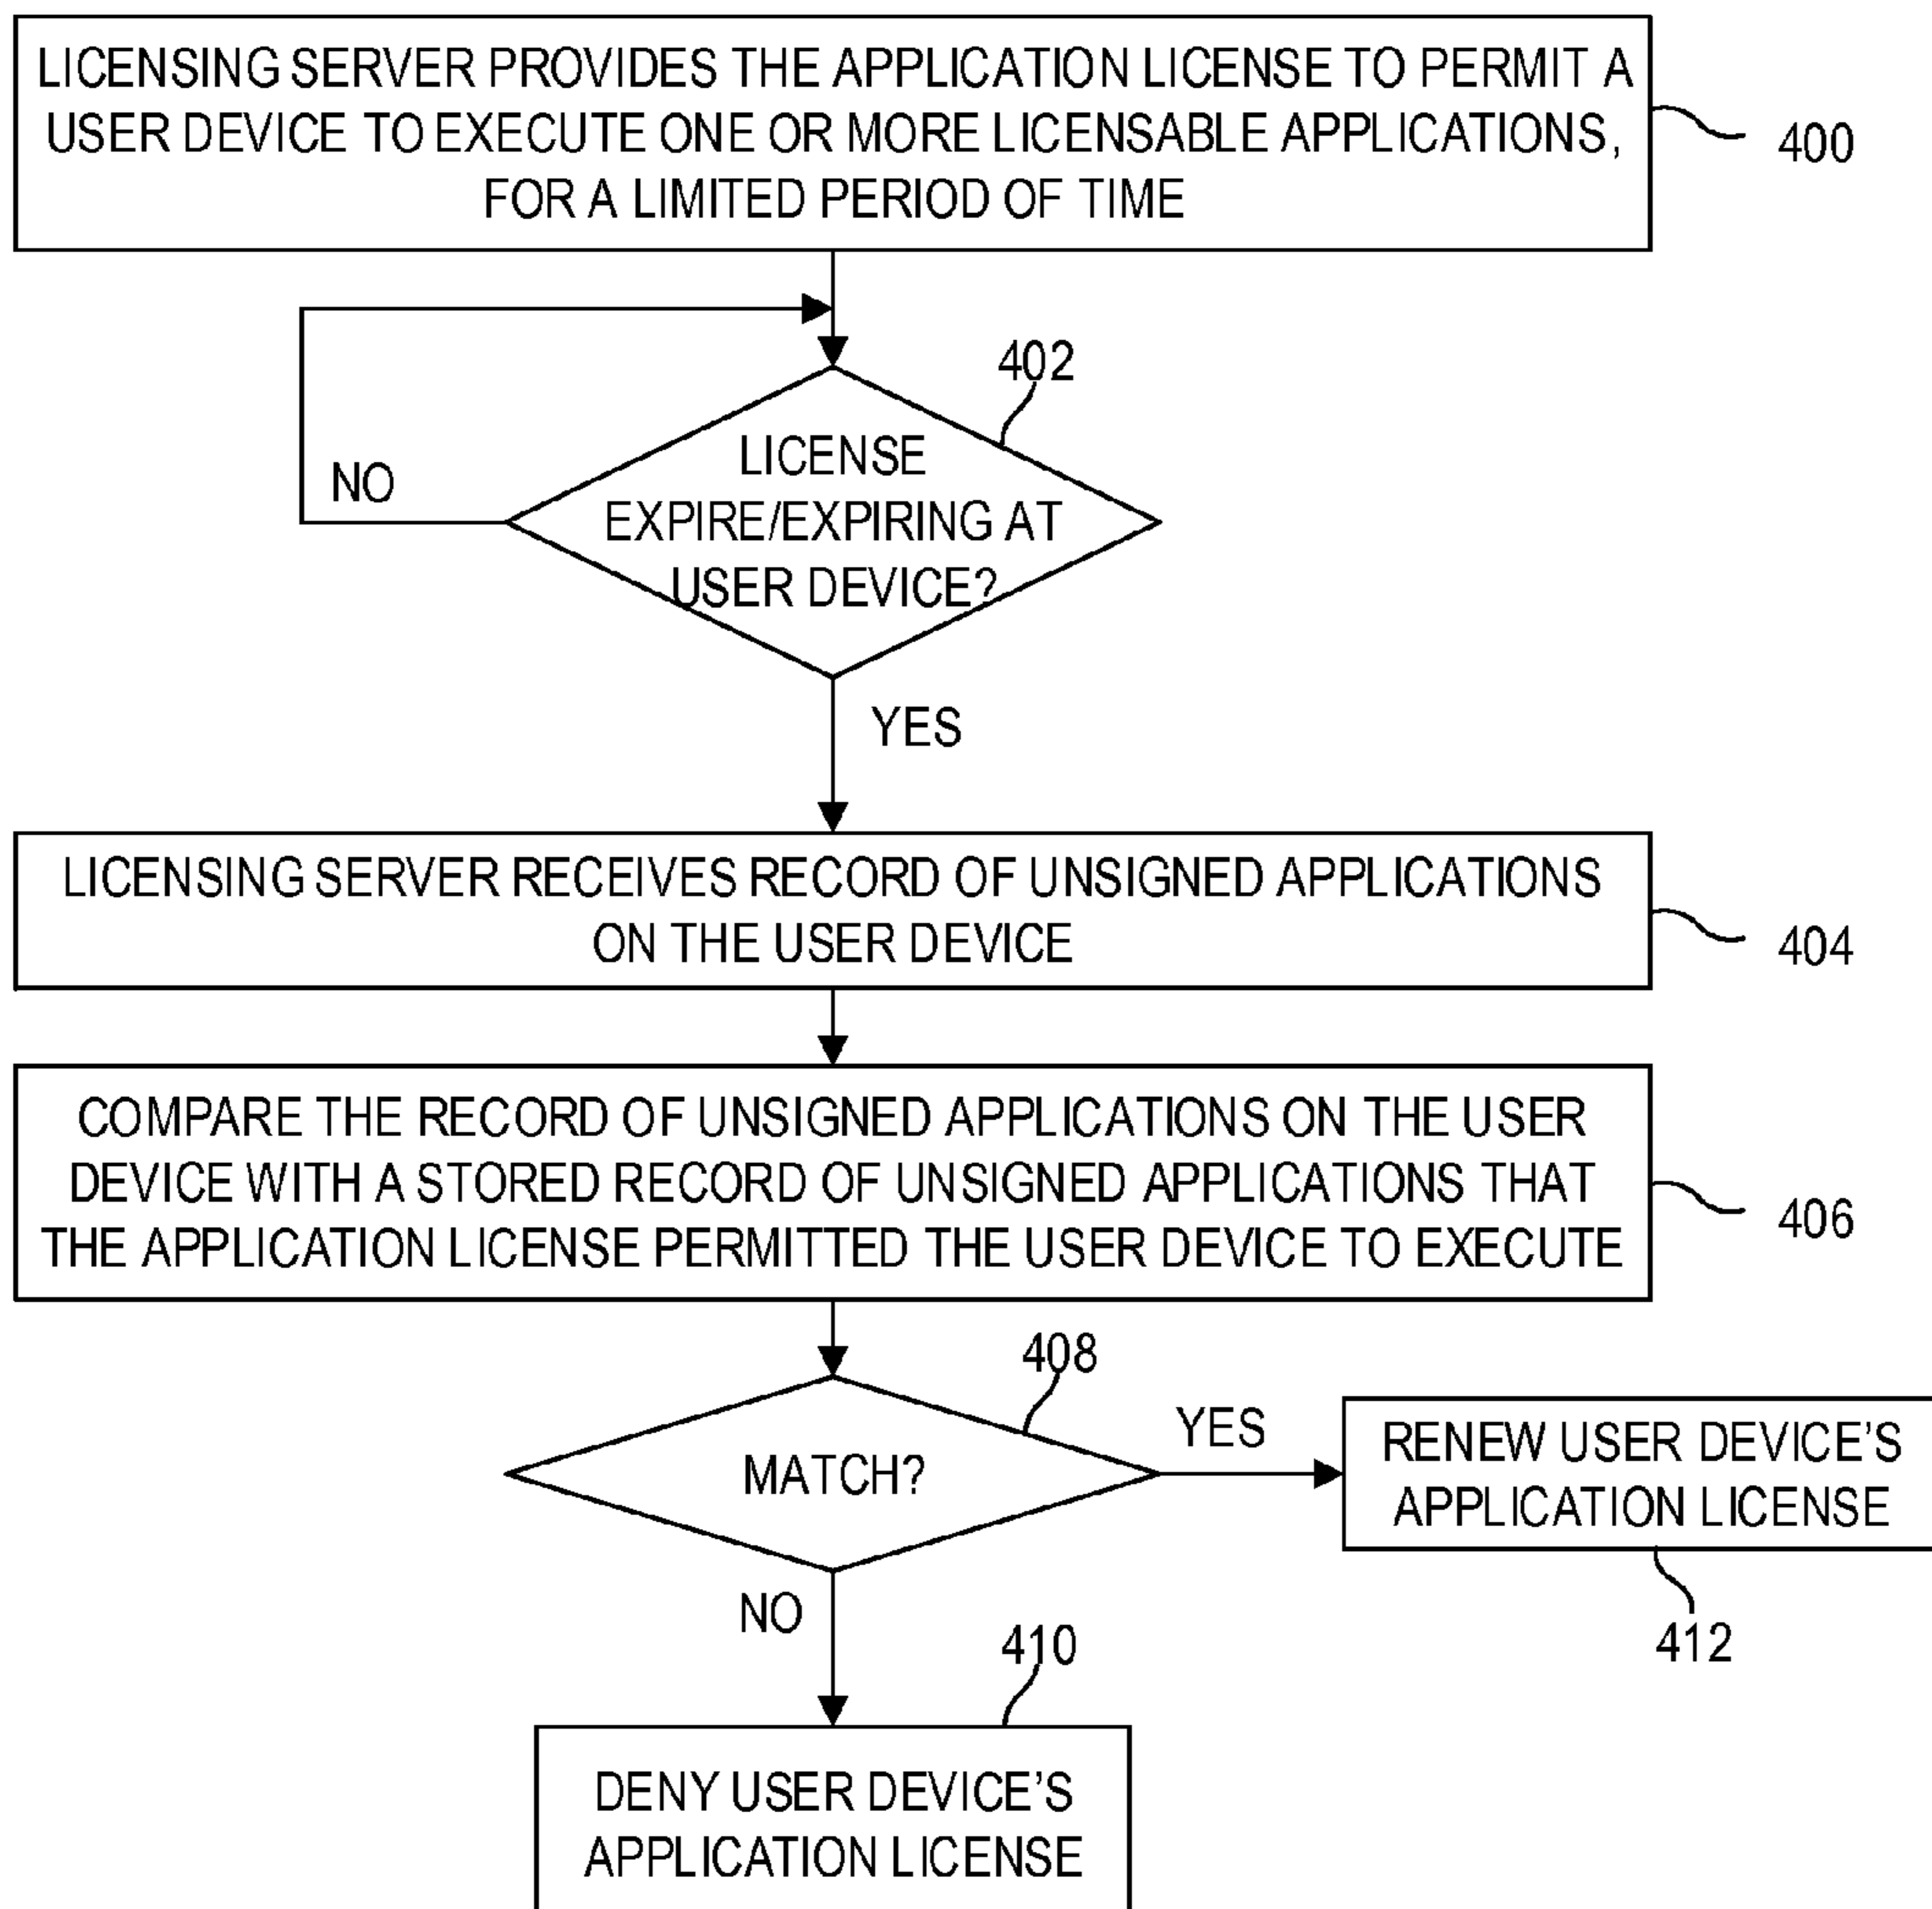 LICENSING SERVER PROVIDES THE APPLICATION LICENSE TO PERMIT A
USER DEVICE TO EXECUTE ONE OR MORE LICENSABLE APPLICATIONS,
FOR A LIMITED PERIOD OF TIME
400
402
LICENSE
EXPIRE/EXPIRING AT
USER DEVICE?
NO
YES
LICENSING SERVER RECEIVES RECORD OF UNSIGNED APPLICATIONS
ON THE USER DEVICE
404
COMPARE THE RECORD OF UNSIGNED APPLICATIONS ON THE USER
DEVICE WITH A STORED RECORD OF UNSIGNED APPLICATIONS THAT
THE APPLICATION LICENSE PERMITTED THE USER DEVICE TO EXECUTE
406
408
MATCH?
YES
RENEW USER DEVICE'S
APPLICATION LICENSE
412
NO
410
DENY USER DEVICE'S
APPLICATION LICENSE